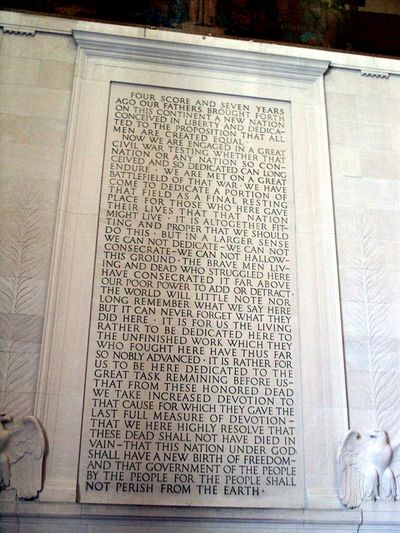 FOUR SCORE AND SEVEN YEARS
AGO OUR FATHERS BROUGHT FORTH
ON THIS CONTINENT A NEW NATION
CONCEIVED IN LIBERTY AND DEDICA-
TED TO THE PROPOSITION THAT ALL
MEN ARE CREATED EQUAL ·
NOW WE ARE ENGAGED IN A GREAT
CIVIL WAR TESTING WHETHER THAT
NATION OR ANY NATION SO CON-
CEIVED AND SO DEDICATED CAN LONG
ENDURE · WE ARE MET ON A GREAT
BATTLEFIELD OF THAT WAR · WE HAVE
COME TO DEDICATE A PORTION OF
THAT FIELD AS A FINAL RESTING
PLACE FOR THOSE WHO HERE GAVE
THEIR LIVES THAT THAT NATION
MIGHT LIVE · IT IS ALTOGETHER FIT-
TING AND PROPER THAT WE SHOULD
DO THIS · BUT IN A LARGER SENSE
WE CAN NOT DEDICATE—WE CAN NOT
CONSECRATE—WE CAN NOT HALLOW—
THIS GROUND · THE BRAVE MEN LIV-
ING AND DEAD WHO STRUGGLED HERE
HAVE CONSECRATED IT FAR ABOVE
OUR POOR POWER TO ADD OR DETRACT ·
THE WORLD WILL LITTLE NOTE NOR
LONG REMEMBER WHAT WE SAY HERE
BUT IT CAN NEVER FORGET WHAT THEY
DID HERE · IT IS FOR US THE LIVING
RATHER TO BE DEDICATED HERE TO
THE UNFINISHED WORK WHICH THEY
WHO FOUGHT HERE HAVE THUS FAR
SO NOBLY ADVANCED · IT IS RATHER FOR
US TO BE HERE DEDICATED TO THE
GREAT TASK REMAINING BEFORE US—
THAT FROM THESE HONORED DEAD
WE TAKE INCREASED DEVOTION TO
THAT CAUSE FOR WHICH THEY GAVE THE
LAST FULL MEASURE OF DEVOTION—
THAT WE HERE HIGHLY RESOLVE THAT
THESE DEAD SHALL NOT HAVE DIED IN
VAIN—THAT THIS NATION UNDER GOD
SHALL HAVE A NEW BIRTH OF FREEDOM—
AND THAT GOVERNMENT OF THE PEOPLE
BY THE PEOPLE FOR THE PEOPLE SHALL
NOT PERISH FROM THE EARTH ·